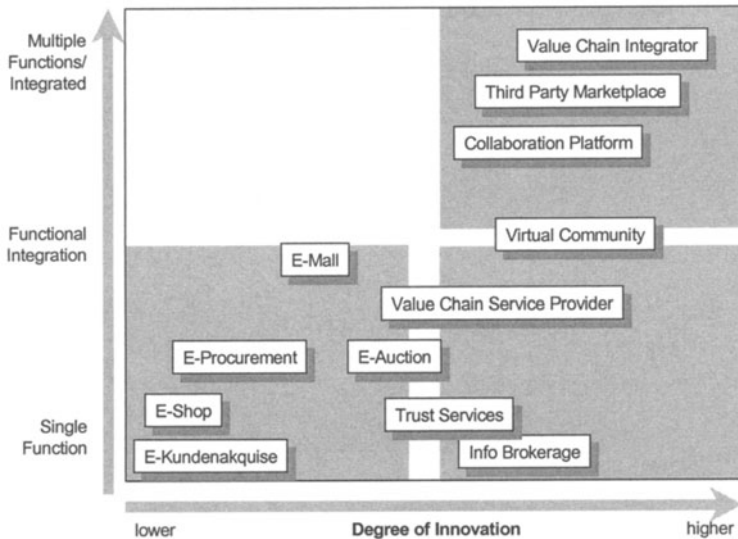 Multiple
Functions/
Integrated
Value Chain Integrator
Third Party Marketplace
Collaboration Platform
Functional
Integration
Virtual Community
E-Mall
Value Chain Service Provider
E-Procurement
E-Auction
E-Shop
Trust Services
Single
Function
E-Kundenakquise
Info Brokerage
lower
Degree of Innovation
higher